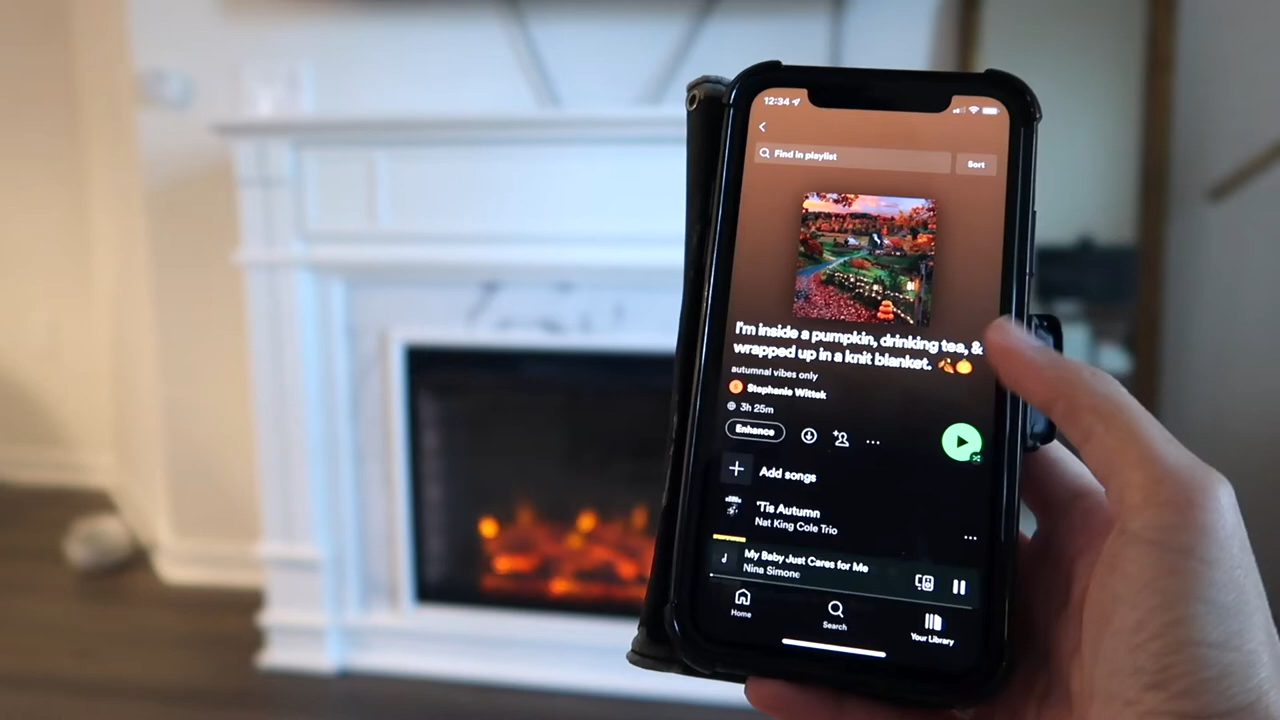 12:34
Find in playlist
Sort
I'm inside a pumpkin, drinking tea, &
wrapped up in a knit blanket. 🍂🎃
autumnal vibes only
Stephanie Wittek
3h 25m
Enhance
Add songs
'Tis Autumn
Nat King Cole Trio
My Baby Just Cares for Me
Nina Simone
Home
Search
Your Library